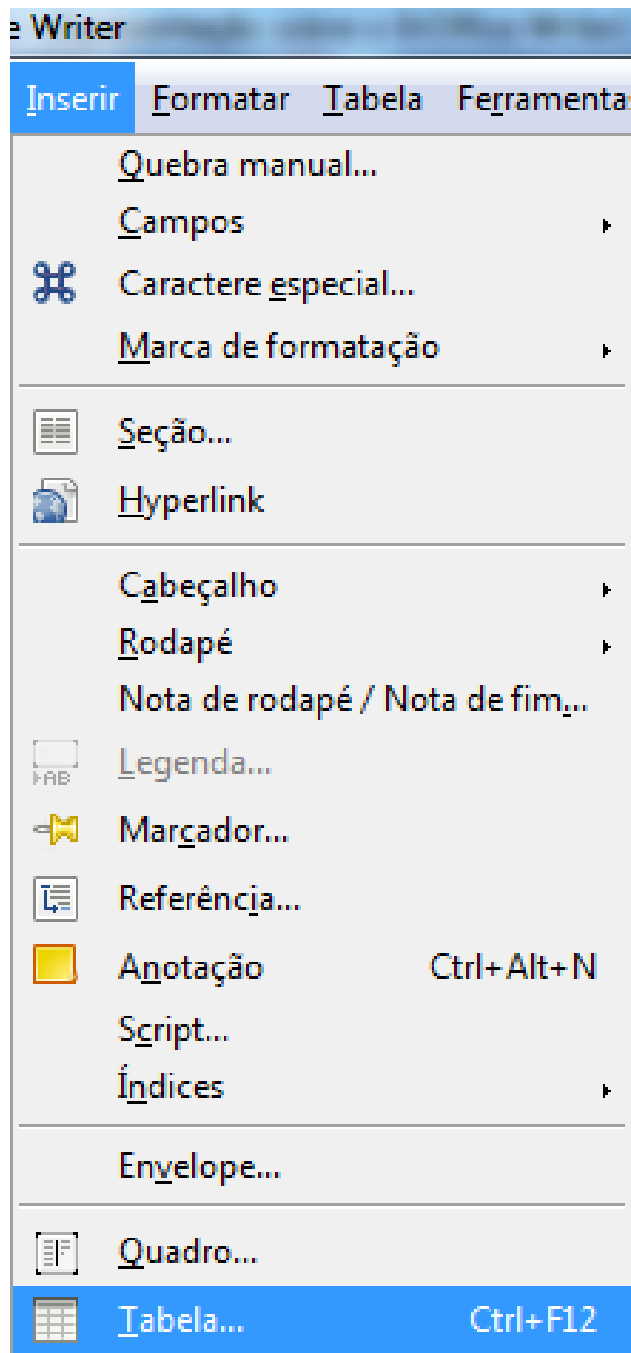 e Writer
Inserir Formatar Tabela Ferramentas
Quebra manual...
Campos
Caractere especial...
Marca de formatação
Seção...
Hyperlink
Cabeçalho
Rodapé
Nota de rodapé / Nota de fim...
AB Legenda...
Marcador...
Referência...
Anotação Ctrl+Alt+N
Script...
Índices
Envelope...
Quadro...
Tabela... Ctrl+F12